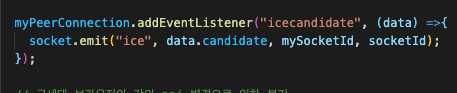 myPeerConnection.addEventListener("icecandidate", (data) =>{
socket.emit("ice", data.candidate, mySocketId, socketId);
});